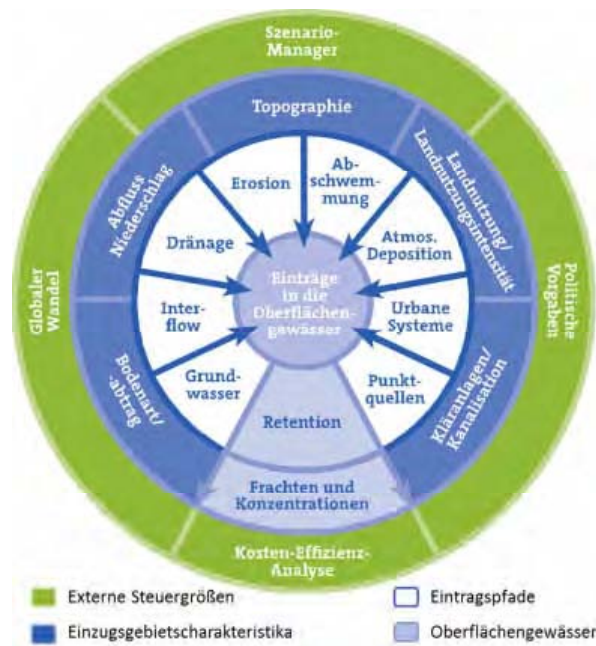 Szenario-
Manager
Topographie
Abfluss
Niederschlag
Landnutzung/
Landnutzungsintensität
Erosion
Ab-
schwem-
mung
Dränage
Atmos.
Deposition
Einträge
in die
Oberflächen-
gewässer
Globaler
Wandel
Politische
Vorgaben
Inter-
flow
Urbane
Systeme
Grund-
wasser
Punkt-
quellen
Bodenart/
-abtrag
Kläranlagen/
Kanalisation
Retention
Frachten und
Konzentrationen
Kosten-Effizienz-
Analyse
Externe Steuergrößen
Eintragspfade
Einzugsgebietscharakteristika
Oberflächengewässer